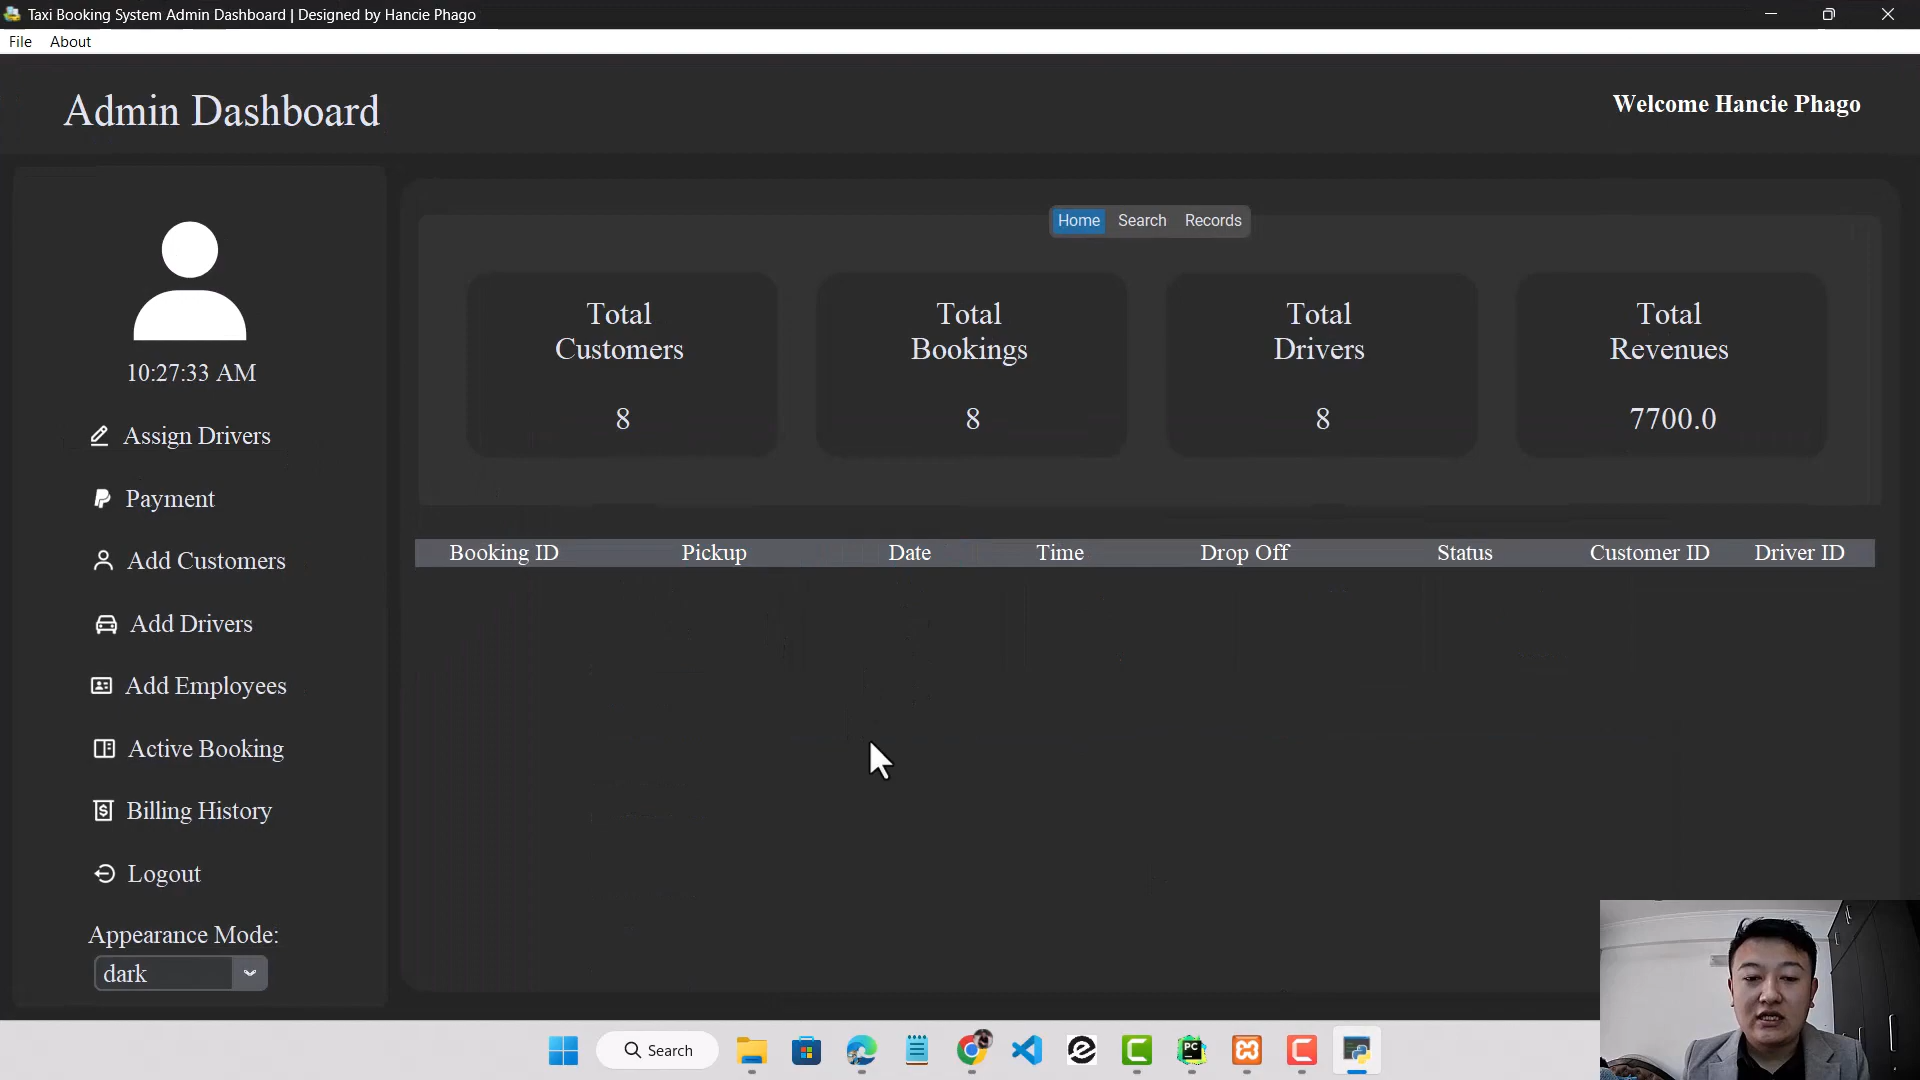 Taxi Booking System Admin Dashboard | Designed by Hancie Phago
File About
Admin Dashboard
Welcome Hancie Phago
Home Search Records
Total
Customers
8
Total
Bookings
8
Total
Drivers
8
Total
Revenues
7700.0
10:27:33 AM
Assign Drivers
Payment
Add Customers
Add Drivers
Add Employees
Active Booking
Billing History
Logout
Appearance Mode:
dark
Booking ID Pickup Date Time Drop Off Status Customer ID Driver ID
Search
PC